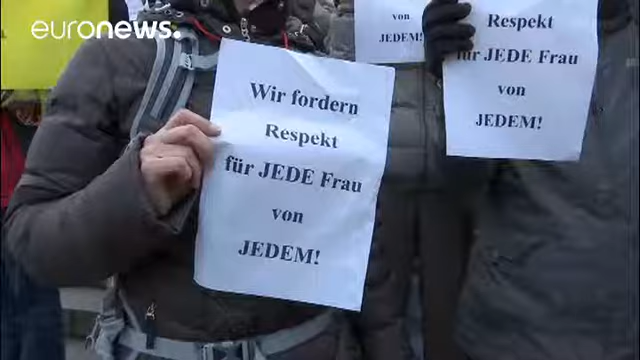 euronews.
Wir fordern
Respekt
für JEDE Frau
von
JEDEM!
von
JEDEM!
Respekt
für JEDE Frau
von
JEDEM!